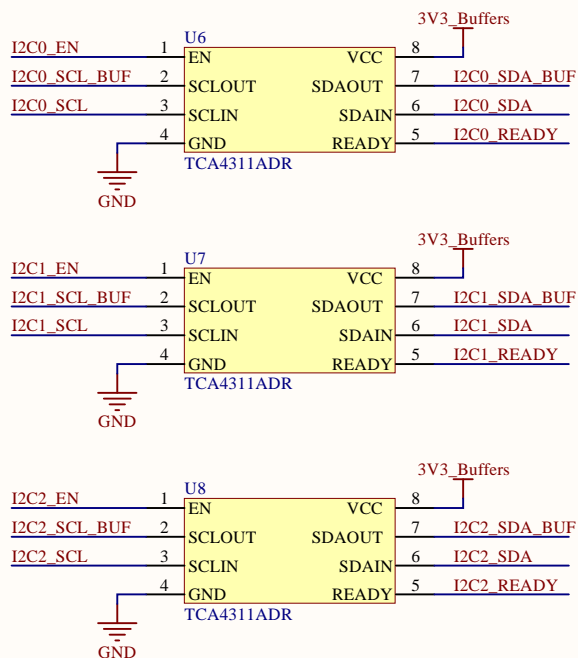 3V3_Buffers
U6
I2C0_EN 1 EN VCC 8
I2C0_SCL_BUF 2 SCLOUT SDAOUT 7 I2C0_SDA_BUF
I2C0_SCL 3 SCLIN SDAIN 6 I2C0_SDA
4 GND READY 5 I2C0_READY
TCA4311ADR
GND
3V3_Buffers
U7
I2C1_EN 1 EN VCC 8
I2C1_SCL_BUF 2 SCLOUT SDAOUT 7 I2C1_SDA_BUF
I2C1_SCL 3 SCLIN SDAIN 6 I2C1_SDA
4 GND READY 5 I2C1_READY
TCA4311ADR
GND
3V3_Buffers
U8
I2C2_EN 1 EN VCC 8
I2C2_SCL_BUF 2 SCLOUT SDAOUT 7 I2C2_SDA_BUF
I2C2_SCL 3 SCLIN SDAIN 6 I2C2_SDA
4 GND READY 5 I2C2_READY
TCA4311ADR
GND